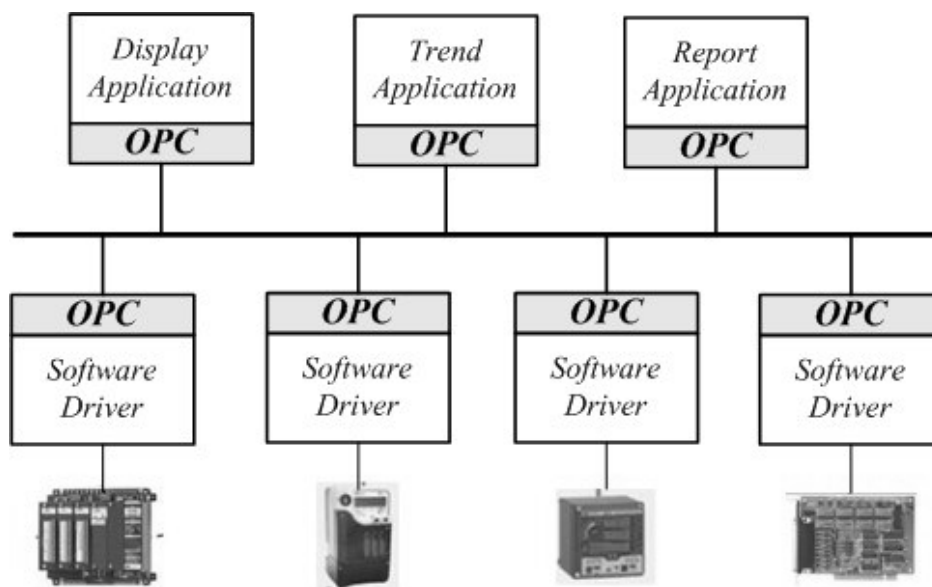 Display
Application
OPC
Trend
Application
OPC
Report
Application
OPC
OPC
Software
Driver
OPC
Software
Driver
OPC
Software
Driver
OPC
Software
Driver